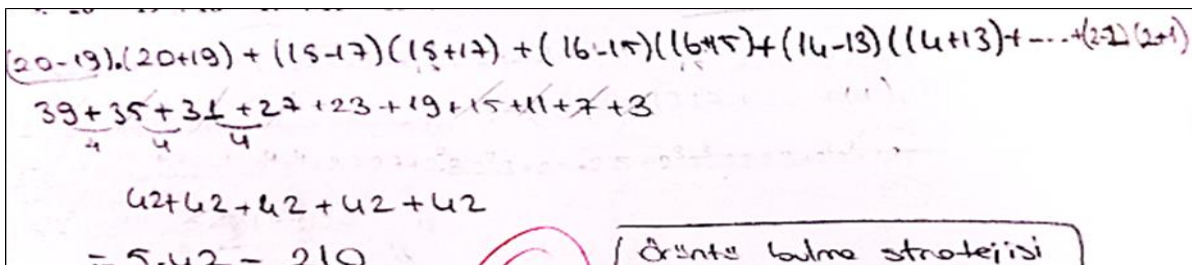 (20-19).(20+19) + (18-17)(18+17) + (16-15)(16+15)+(14-13)(14+13)+ ---- +(2-1)(2+1)
39+35+31+27+23+19+15+11+7+3
4 4 4
42+42+42+42+42
= 5.42 = 210
Örüntü bulma stratejisi